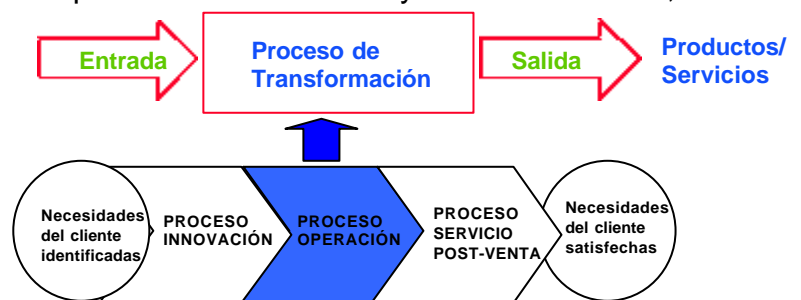 Entrada
Proceso de
Transformación
Salida
Productos/
Servicios
Necesidades
del cliente
identificadas
PROCESO
INNOVACIÓN
PROCESO
OPERACIÓN
PROCESO
SERVICIO
POST-VENTA
Necesidades
del cliente
satisfechas